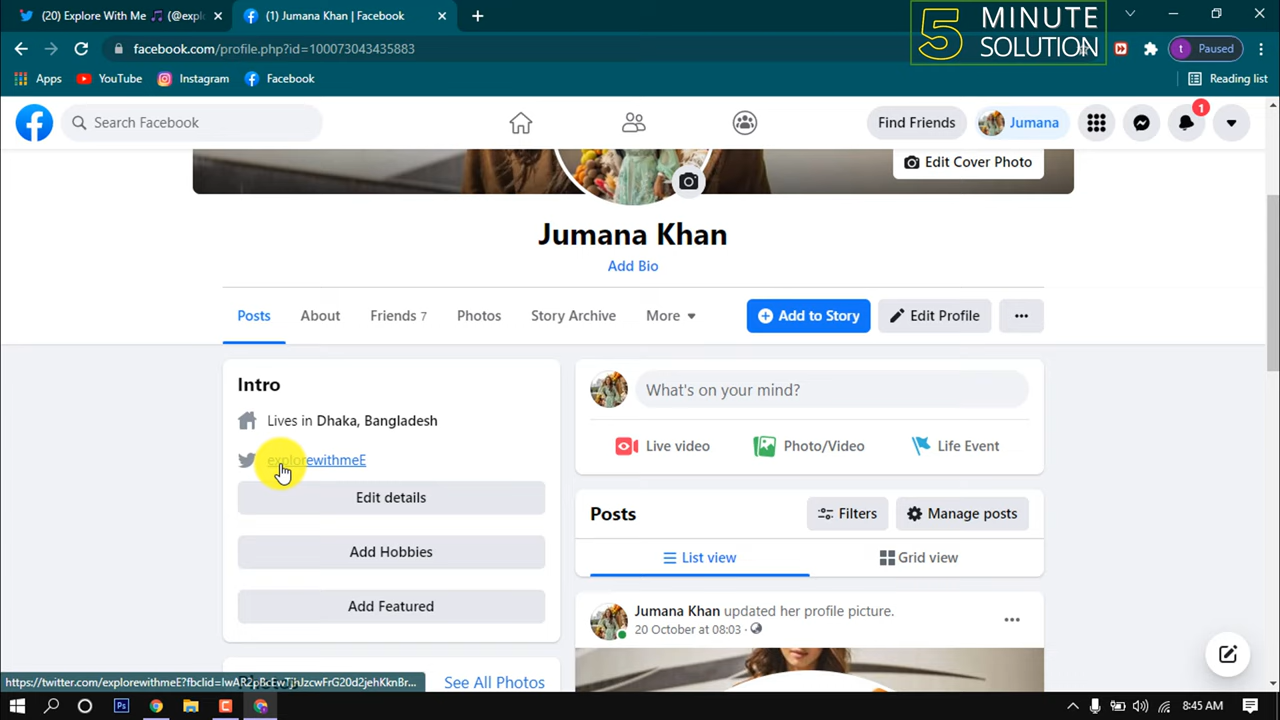 (20) Explore With Me 🎵 (@expl
(1) Jumana Khan | Facebook
5 MINUTE SOLUTION
facebook.com/profile.php?id=100073043435883
t Paused
Apps
YouTube
Instagram
Facebook
Reading list
Search Facebook
Find Friends
Jumana
1
Edit Cover Photo
Jumana Khan
Add Bio
Posts
About
Friends 7
Photos
Story Archive
More
Add to Story
Edit Profile
Intro
Lives in Dhaka, Bangladesh
explorewithmeE
Edit details
Add Hobbies
Add Featured
What's on your mind?
Live video
Photo/Video
Life Event
Posts
Filters
Manage posts
List view
Grid view
Jumana Khan updated her profile picture.
20 October at 08:03
See All Photos
Ps
8:45 AM